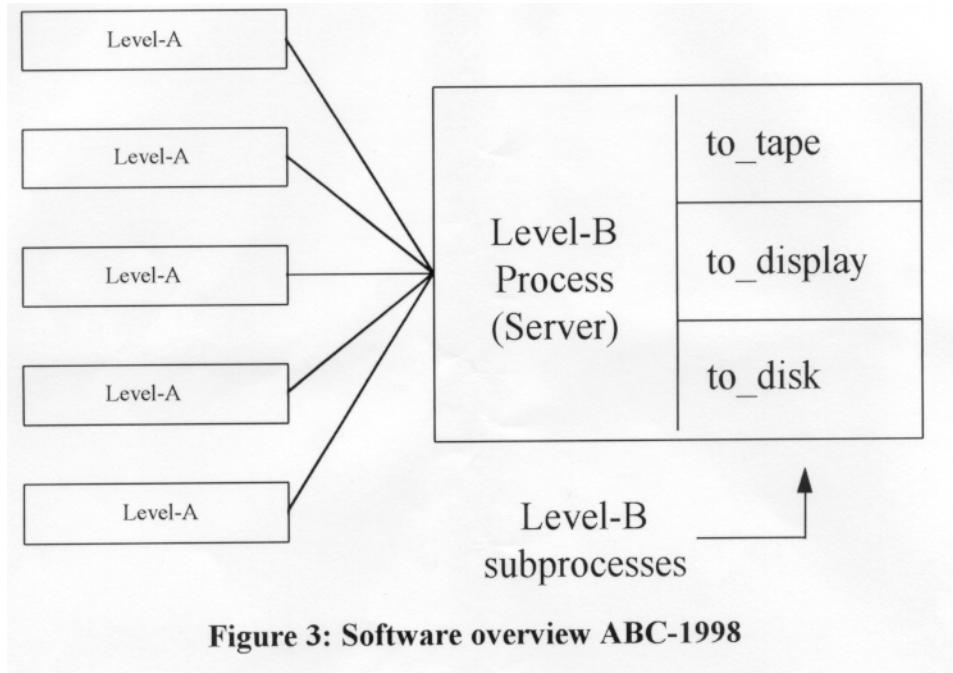 Level-A
Level-A
Level-A
Level-A
Level-A
Level-B
Process
(Server)
to_tape
to_display
to_disk
Level-B
subprocesses
Figure 3: Software overview ABC-1998